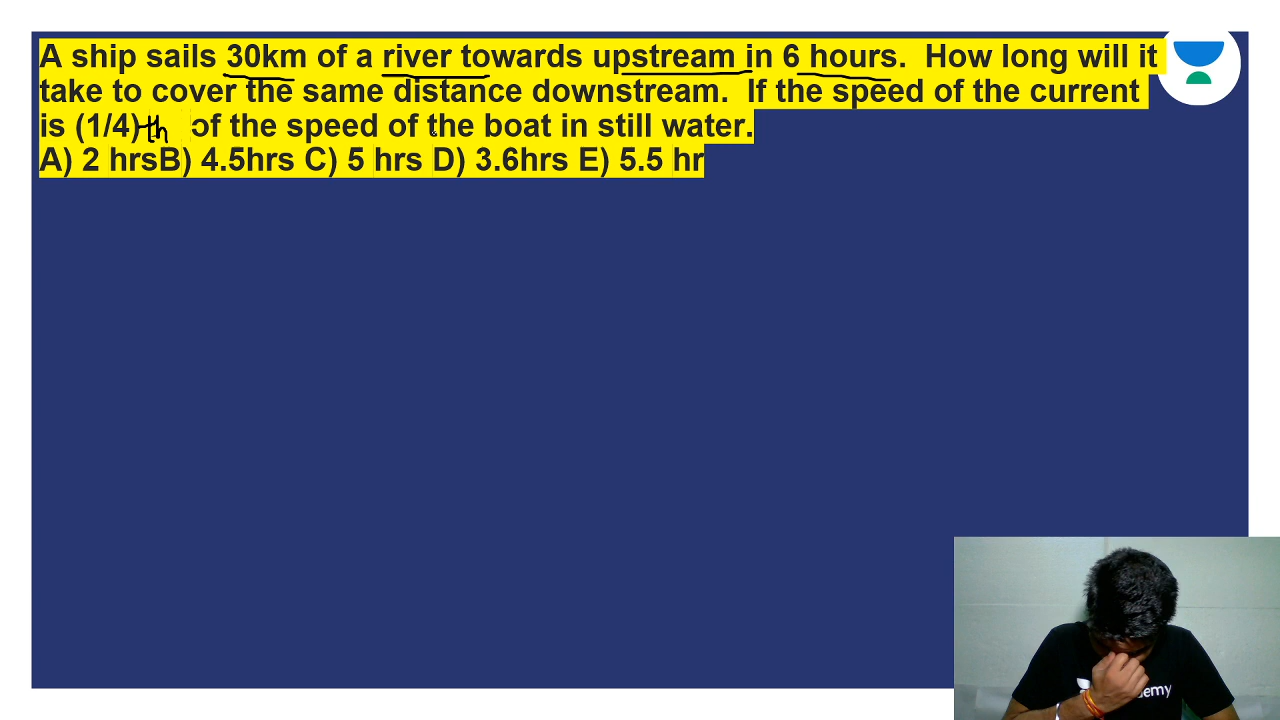 A ship sails 30km of a river towards upstream in 6 hours. How long will it
take to cover the same distance downstream. If the speed of the current
is (1/4)th of the speed of the boat in still water.
A) 2 hrsB) 4.5hrs C) 5 hrs D) 3.6hrs E) 5.5 hr
emy